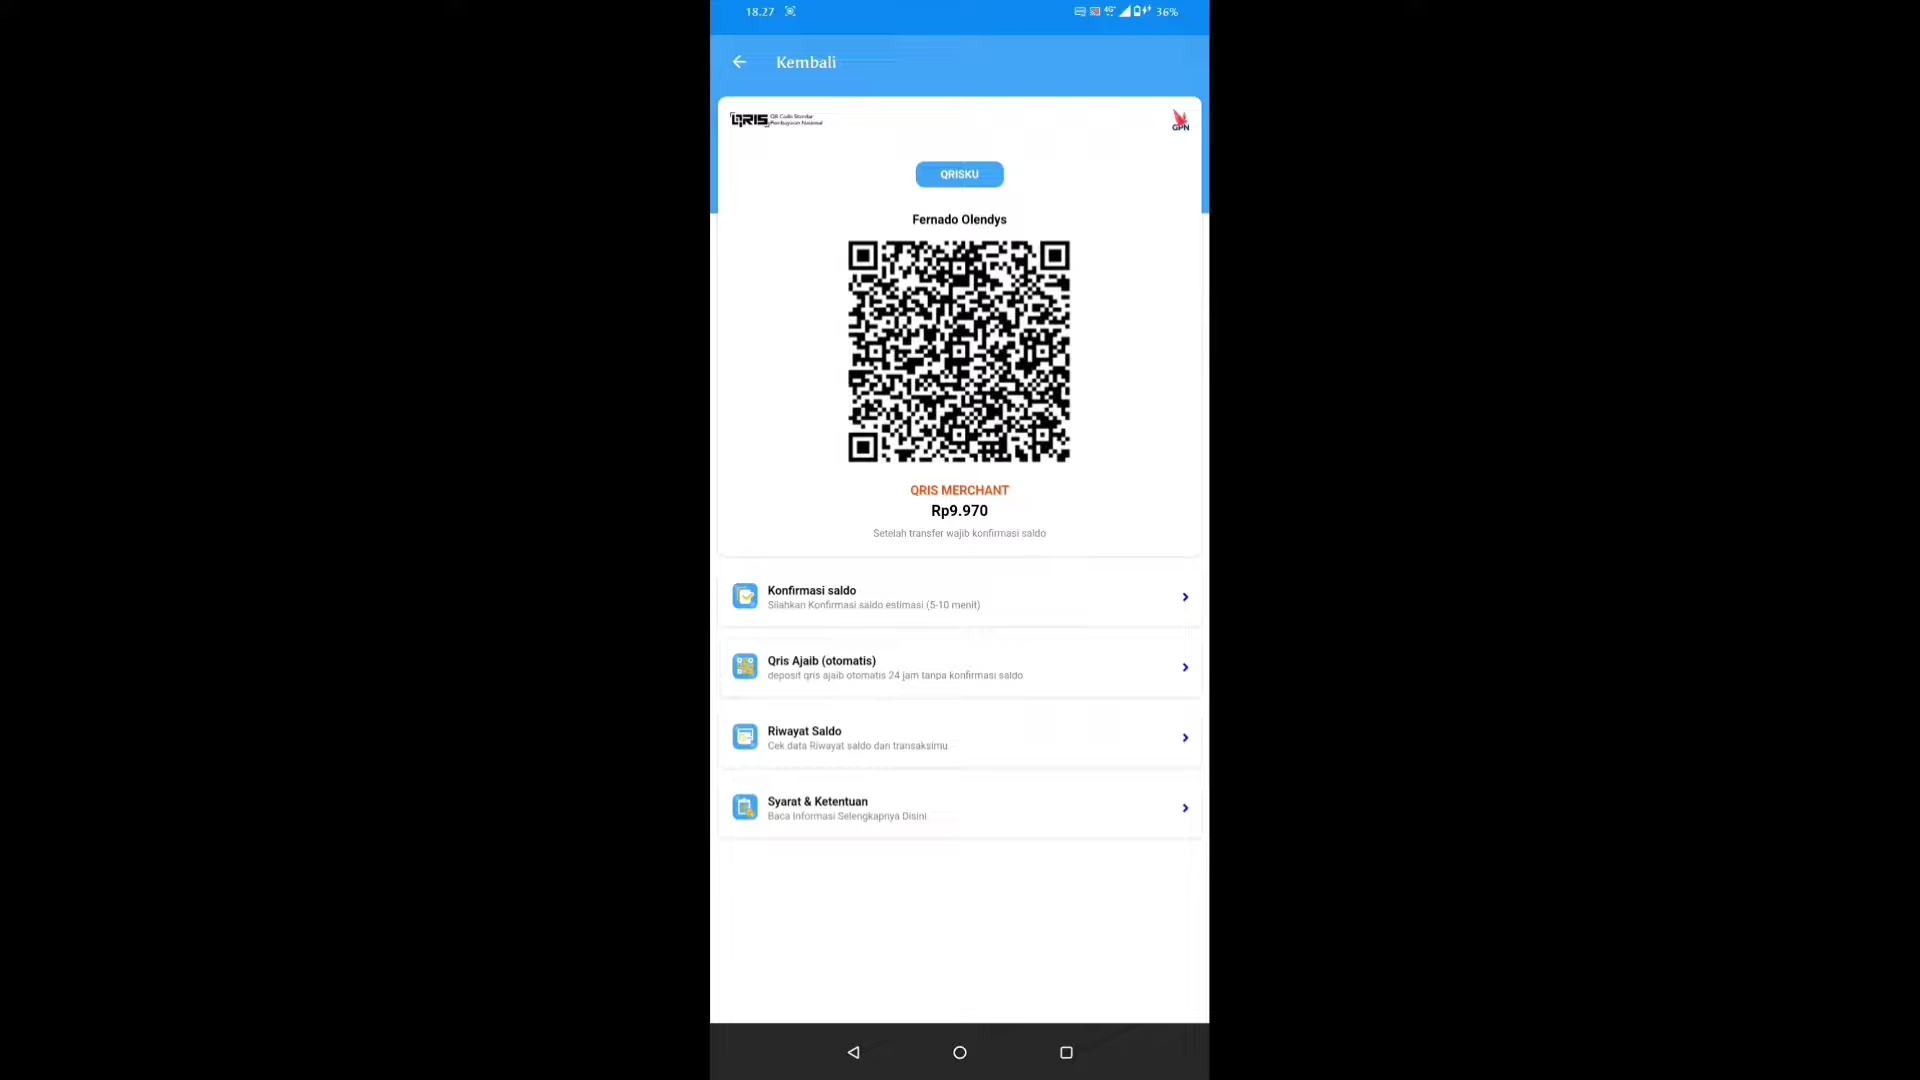 18.27
4G+ 36%
Kembali
QRIS QR Code Standar
Pembayaran Nasional
GPN
QRISKU
Fernado Olendys
QRIS MERCHANT
Rp9.970
Setelah transfer wajib konfirmasi saldo
Konfirmasi saldo
Silahkan Konfirmasi saldo estimasi (5-10 menit)
Qris Ajaib (otomatis)
deposit qris ajaib otomatis 24 jam tanpa konfirmasi saldo
Riwayat Saldo
Cek data Riwayat saldo dan transaksimu
Syarat & Ketentuan
Baca Informasi Selengkapnya Disini